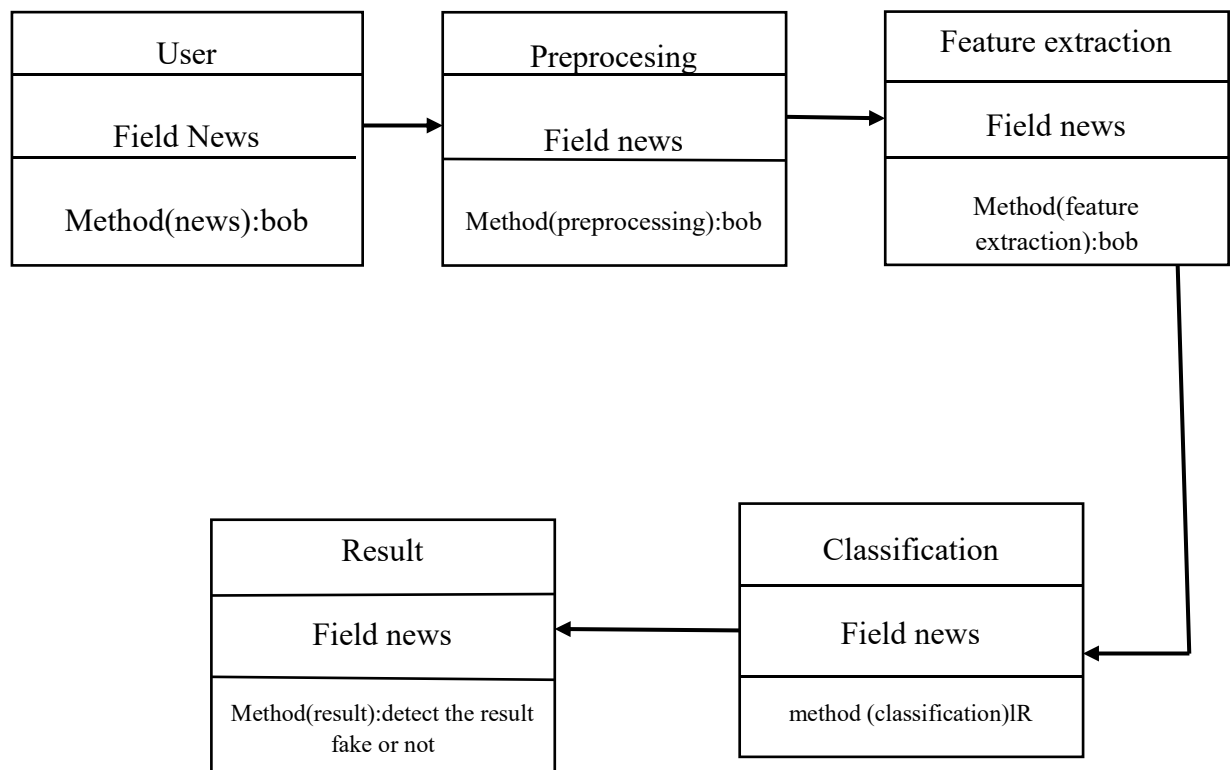 User
Field News
Method(news):bob
Preprocesing
Field news
Method(preprocessing):bob
Feature extraction
Field news
Method(feature
extraction):bob
Classification
Field news
method (classification)lR
Result
Field news
Method(result):detect the result
fake or not